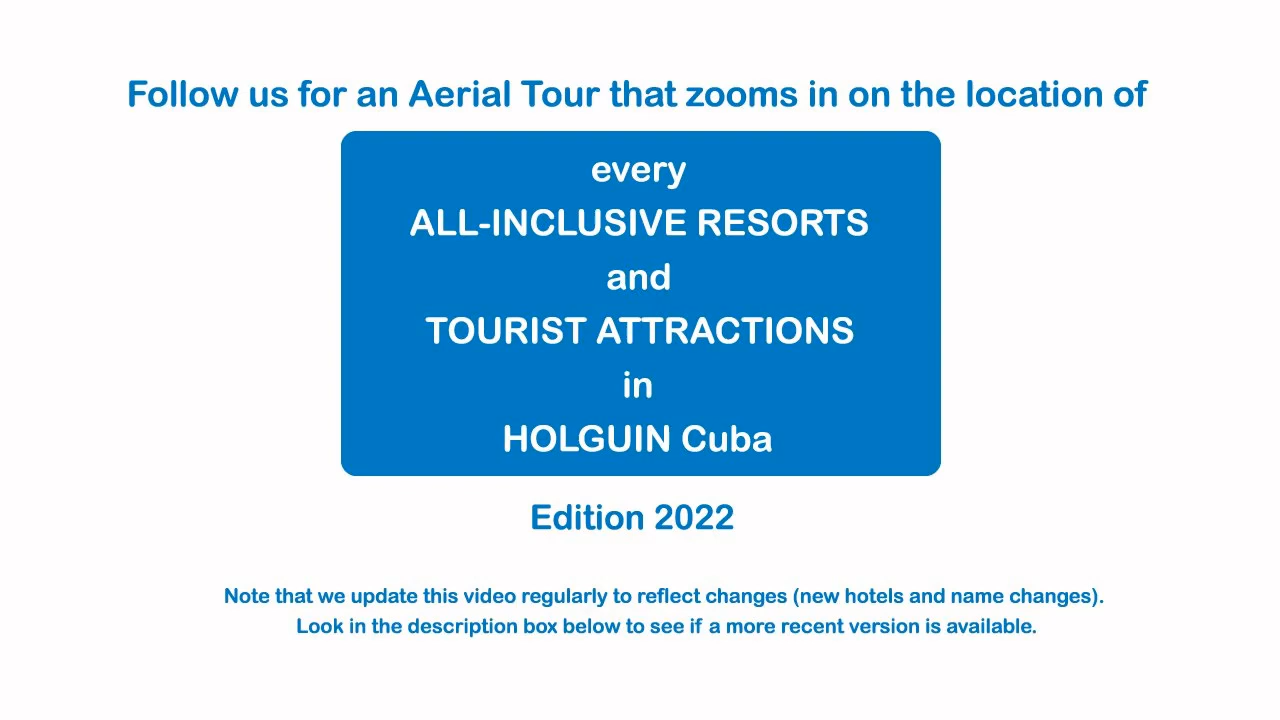 Follow us for an Aerial Tour that zooms in on the location of
every
ALL-INCLUSIVE RESORTS
and
TOURIST ATTRACTIONS
in
HOLGUIN Cuba
Edition 2022
Note that we update this video regularly to reflect changes (new hotels and name changes).
Look in the description box below to see if a more recent version is available.